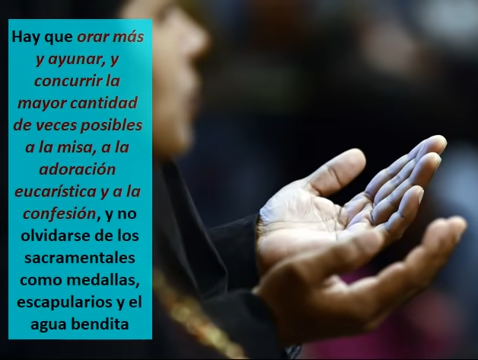 Hay que orar más
y ayunar, y
concurrir la
mayor cantidad
de veces posibles
a la misa, a la
adoración
eucarística y a la
confesión, y no
olvidarse de los
sacramentales
como medallas,
escapularios y el
agua bendita